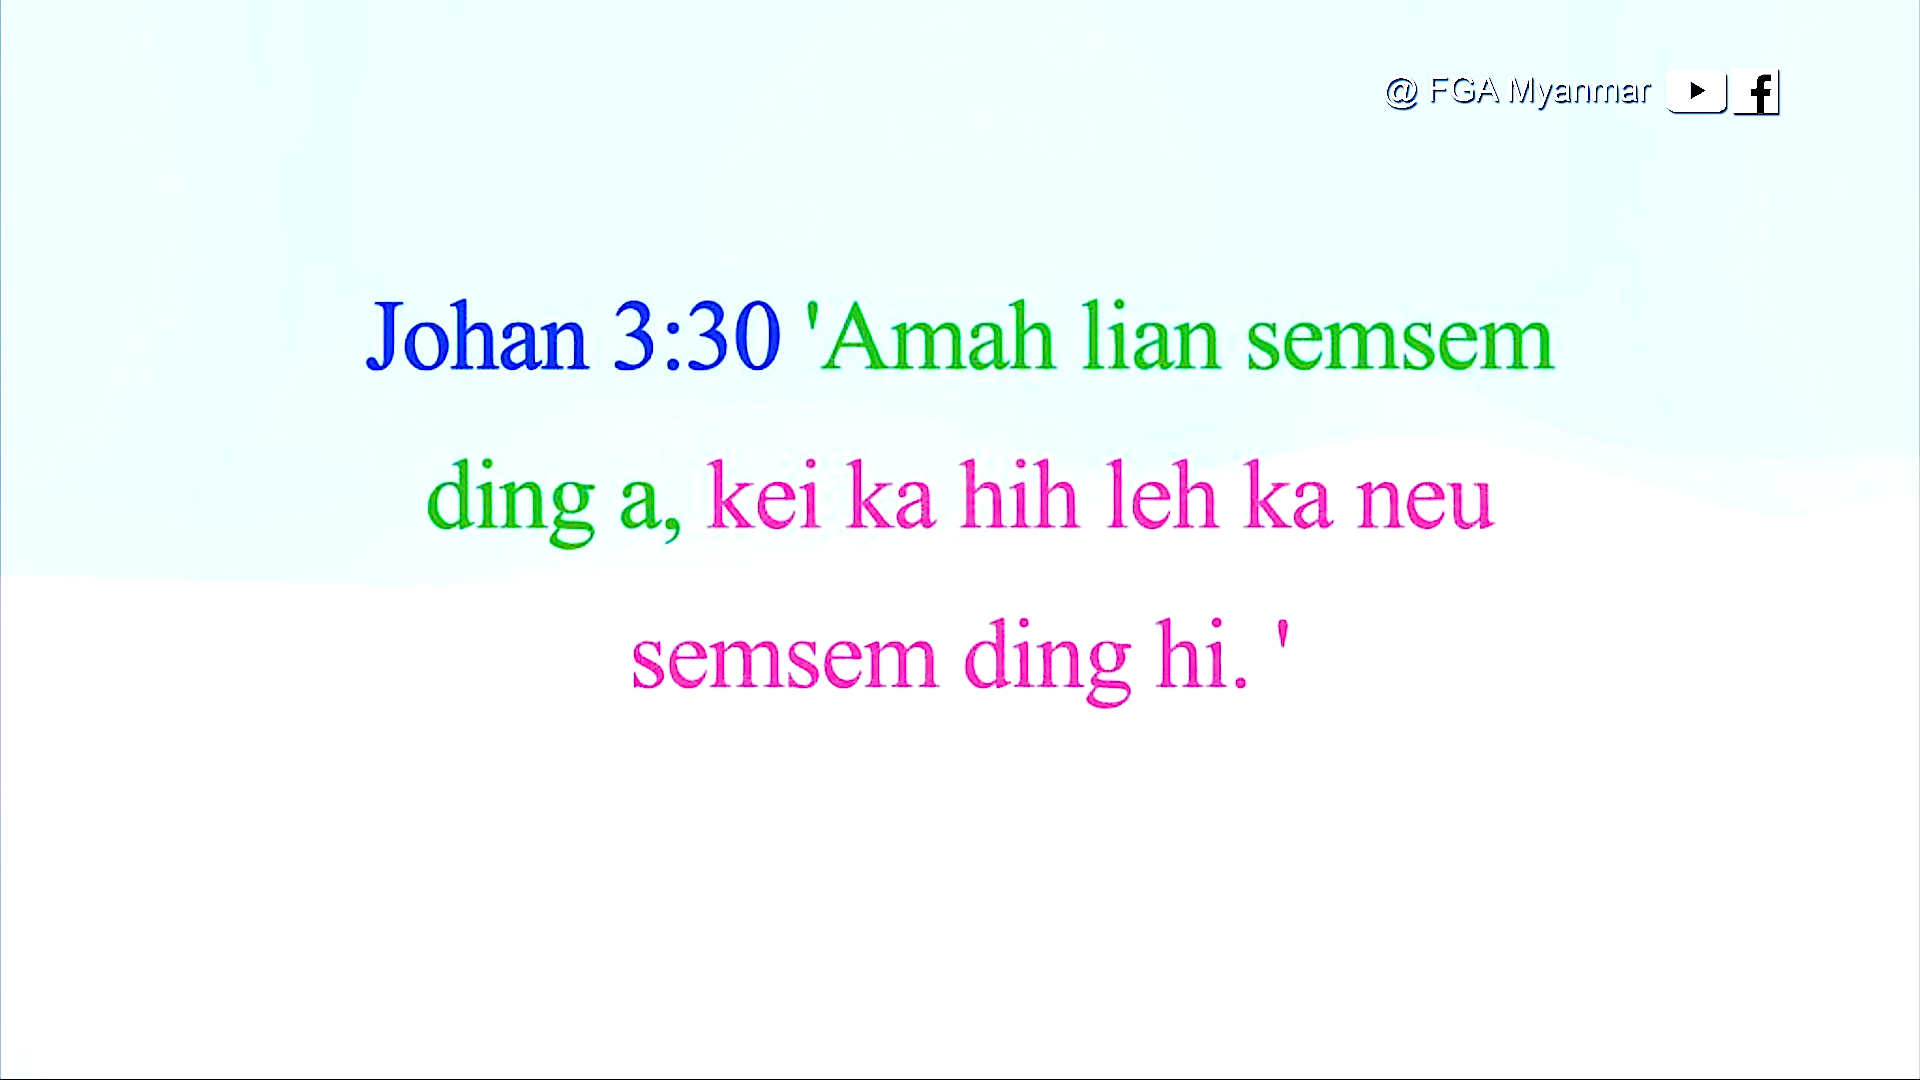 @ FGA Myanmar
Johan 3:30 'Amah lian semsem
ding a, kei ka hih leh ka neu
semsem ding hi. '